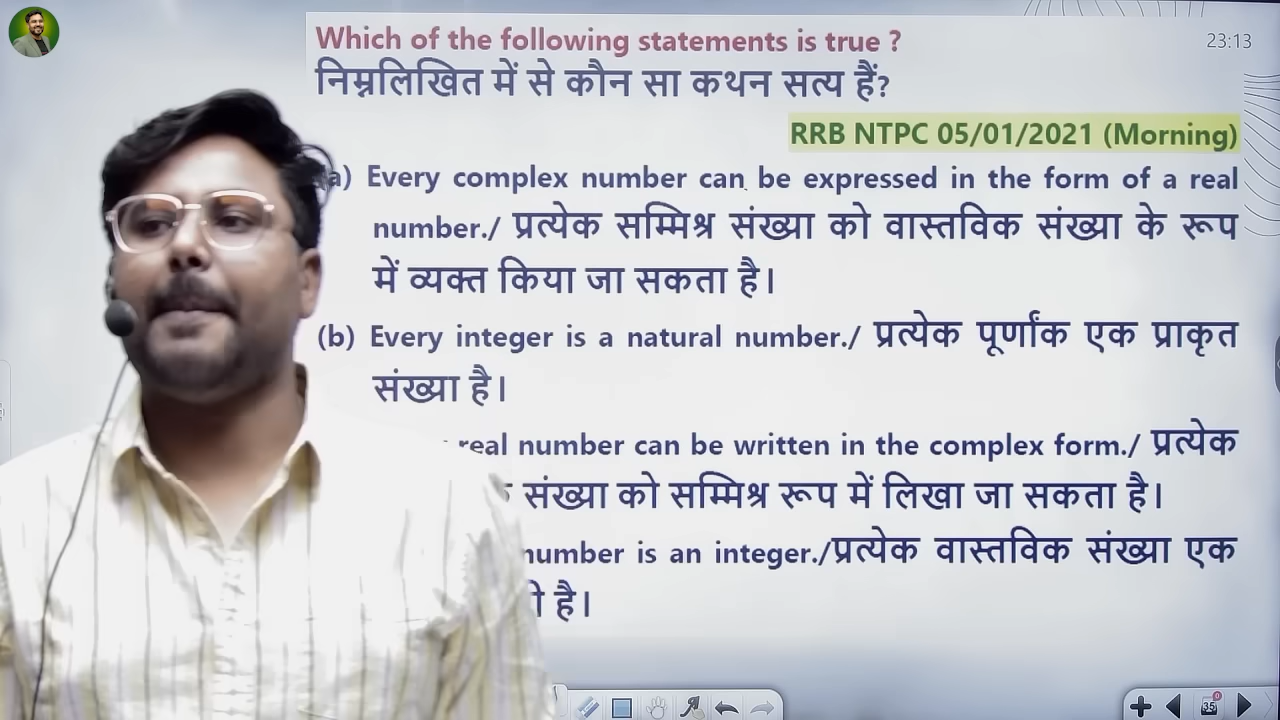 Which of the following statements is true ?
23:13
निम्नलिखित में से कौन सा कथन सत्य हैं?
RRB NTPC 05/01/2021 (Morning)
a) Every complex number can be expressed in the form of a real
number./ प्रत्येक सम्मिश्र संख्या को वास्तविक संख्या के रूप
में व्यक्त किया जा सकता है।
(b) Every integer is a natural number./ प्रत्येक पूर्णांक एक प्राकृत
संख्या है।
real number can be written in the complex form./ प्रत्येक
संख्या को सम्मिश्र रूप में लिखा जा सकता है।
number is an integer./प्रत्येक वास्तविक संख्या एक
है।
35